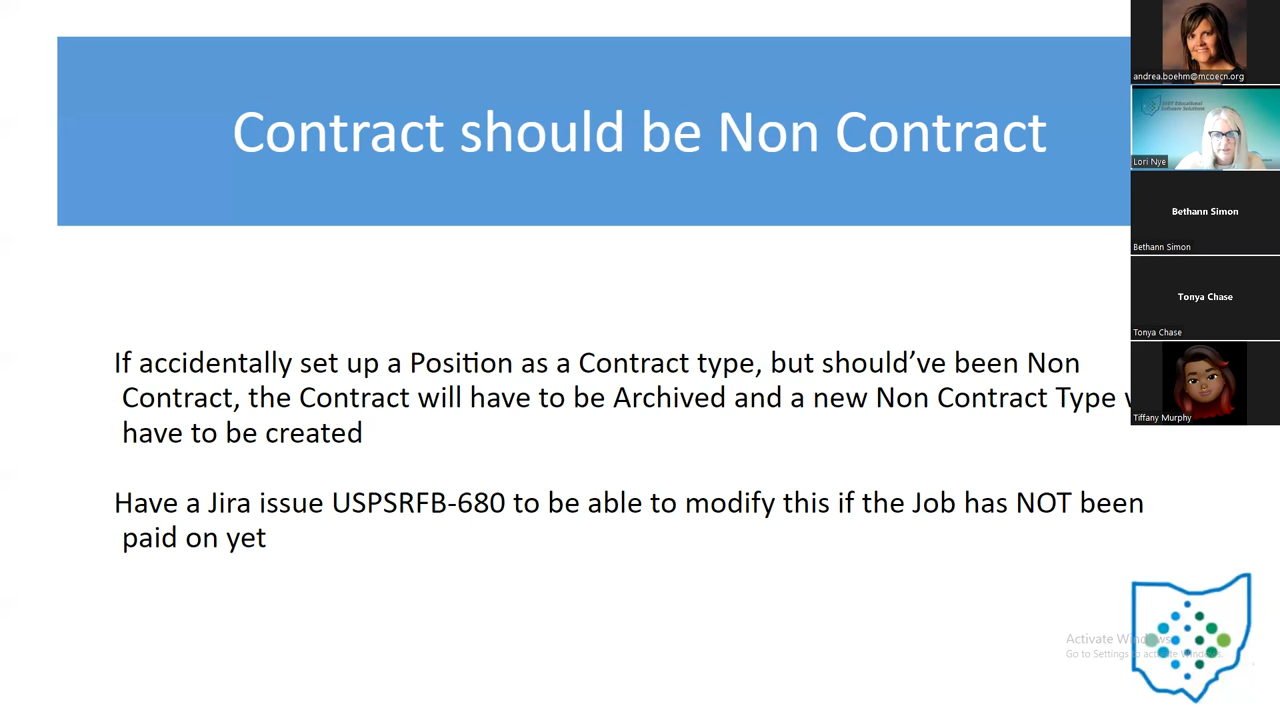 Contract should be Non Contract
If accidentally set up a Position as a Contract type, but should've been Non
Contract, the Contract will have to be Archived and a new Non Contract Type
have to be created
Have a Jira issue USPSRFB-680 to be able to modify this if the Job has NOT been
paid on yet
andrea.boehm@mcoecn.org
Lori Nye
Bethann Simon
Bethann Simon
Tonya Chase
Tonya Chase
Tiffany Murphy
Activate Windows
Go to Settings to activate Windows.